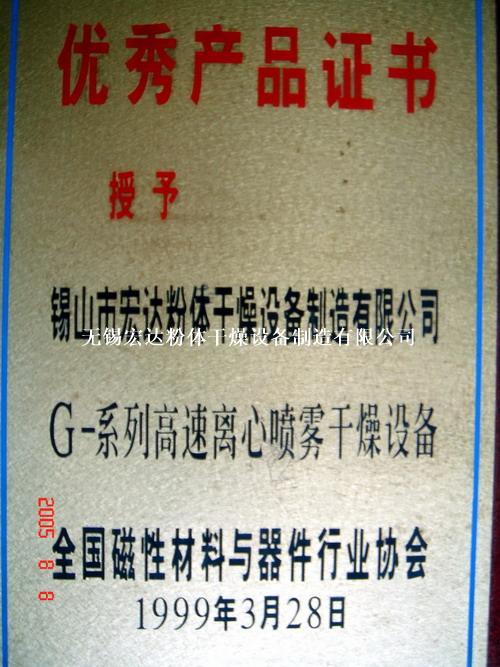 优秀产品证书
授予
锡山市宏达粉体干燥设备制造有限公司
无锡宏达粉体干燥设备制造有限公司
G-系列高速离心喷雾干燥设备
全国磁性材料与器件行业协会
1999年3月28日
2005 8 8